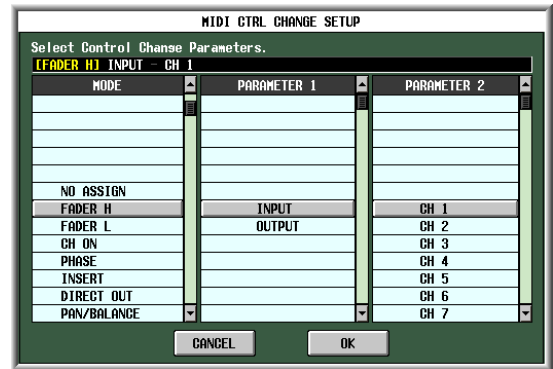 MIDI CTRL CHANGE SETUP
Select Control Change Parameters.
[FADER H] INPUT - CH 1
MODE PARAMETER 1 PARAMETER 2
NO ASSIGN
FADER H INPUT CH 1
FADER L OUTPUT CH 2
CH ON CH 3
PHASE CH 4
INSERT CH 5
DIRECT OUT CH 6
PAN/BALANCE CH 7
CANCEL OK